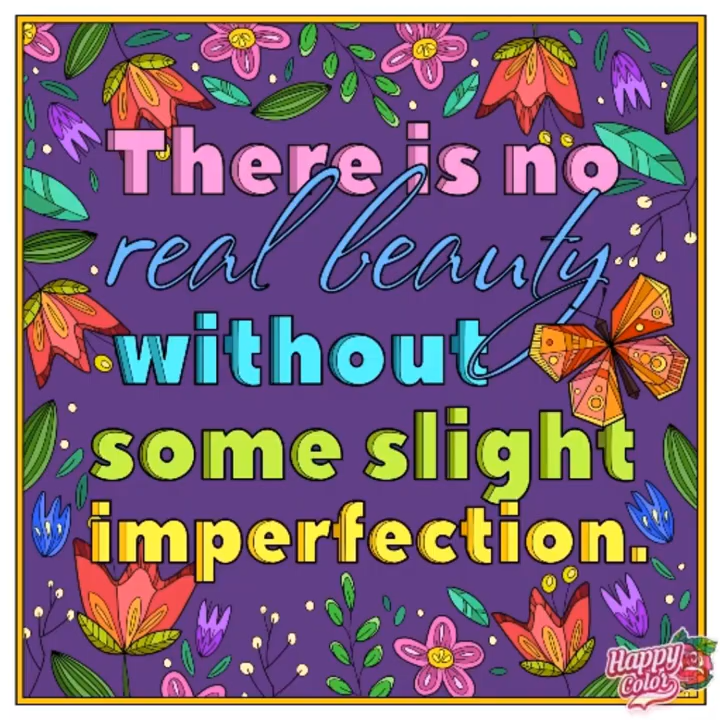 There is no
real beauty
without
some slight
imperfection.
Happy
Color